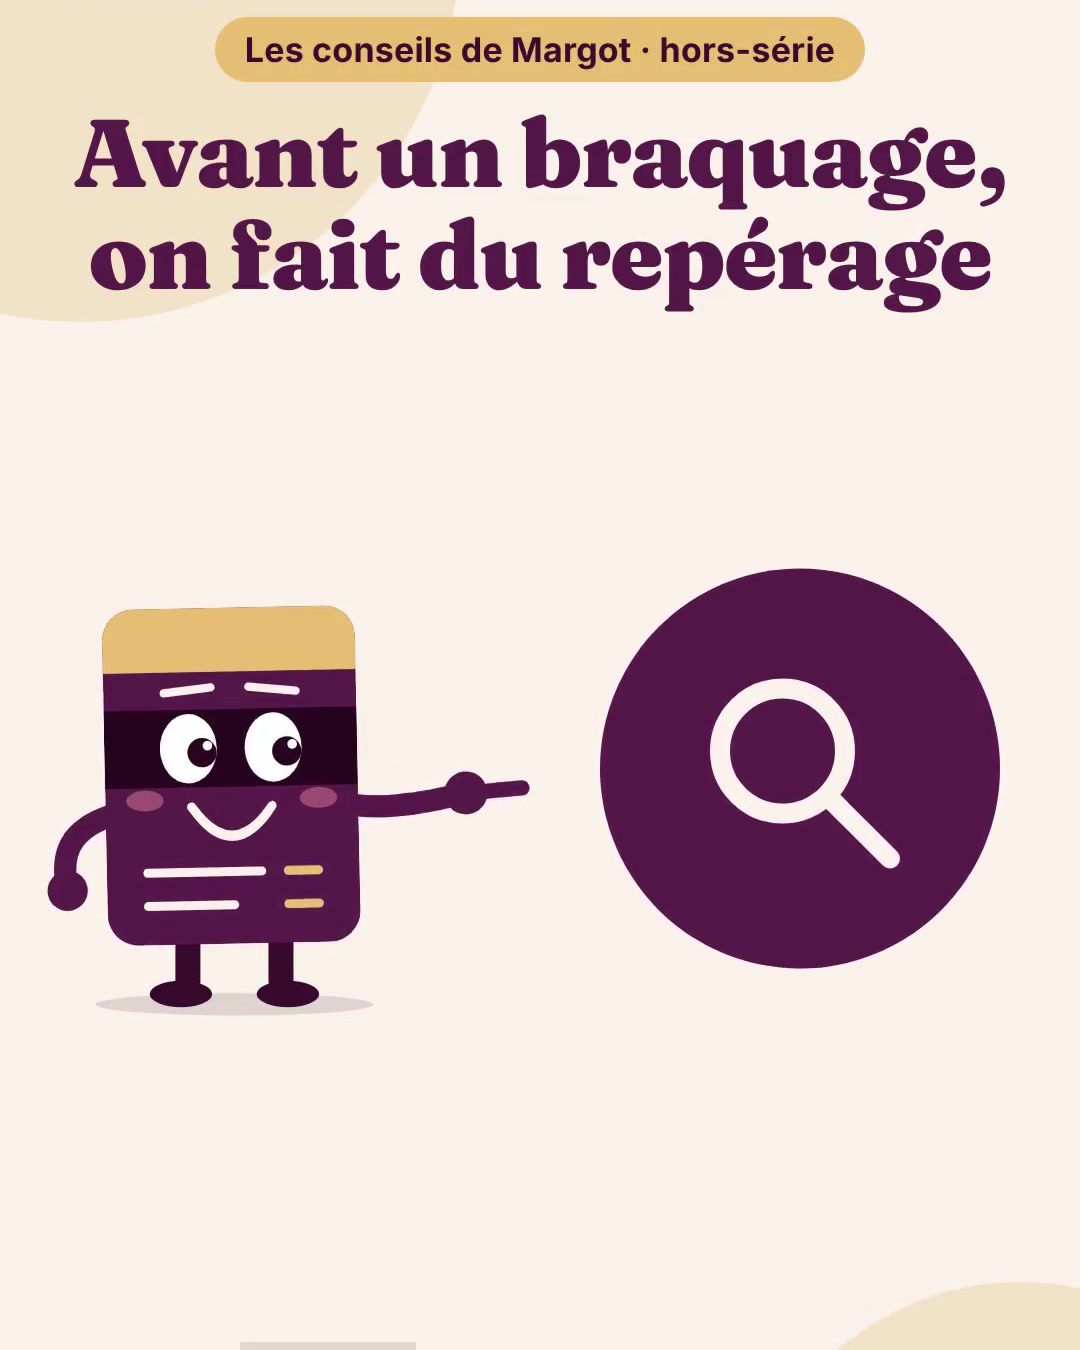 Les conseils de Margot · hors-série
Avant un braquage,
on fait du repérage